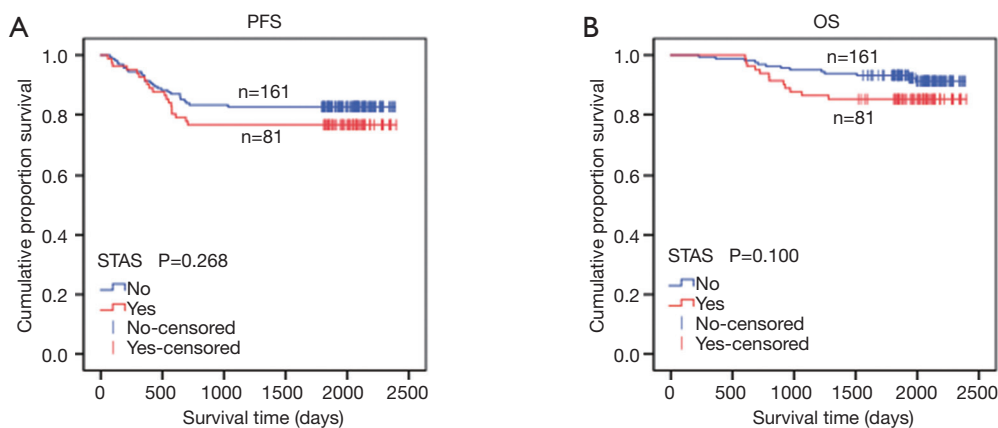 A
PFS
Cumulative proportion survival
1.0
0.8
0.6
0.4
0.2
0.0
n=161
n=81
STAS P=0.268
No
Yes
No-censored
Yes-censored
0 500 1000 1500 2000 2500
Survival time (days)
B
OS
Cumulative proportion survival
1.0
0.8
0.6
0.4
0.2
0.0
n=161
n=81
STAS P=0.100
No
Yes
No-censored
Yes-censored
0 500 1000 1500 2000 2500
Survival time (days)